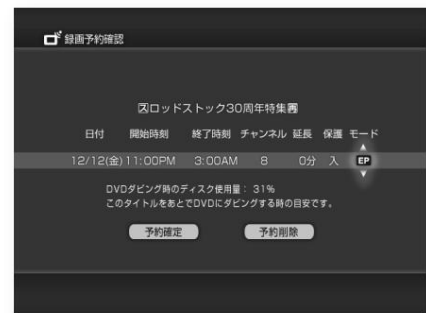 録画予約確認
🅂ロッドストック30周年特集🈞
日付 開始時刻 終了時刻 チャンネル 延長 保護 モード
12/12(金) 11:00PM 3:00AM 8 0分 入 EP
DVDダビング時のディスク使用量： 31%
このタイトルをあとでDVDにダビングする時の目安です。
予約確定 予約削除